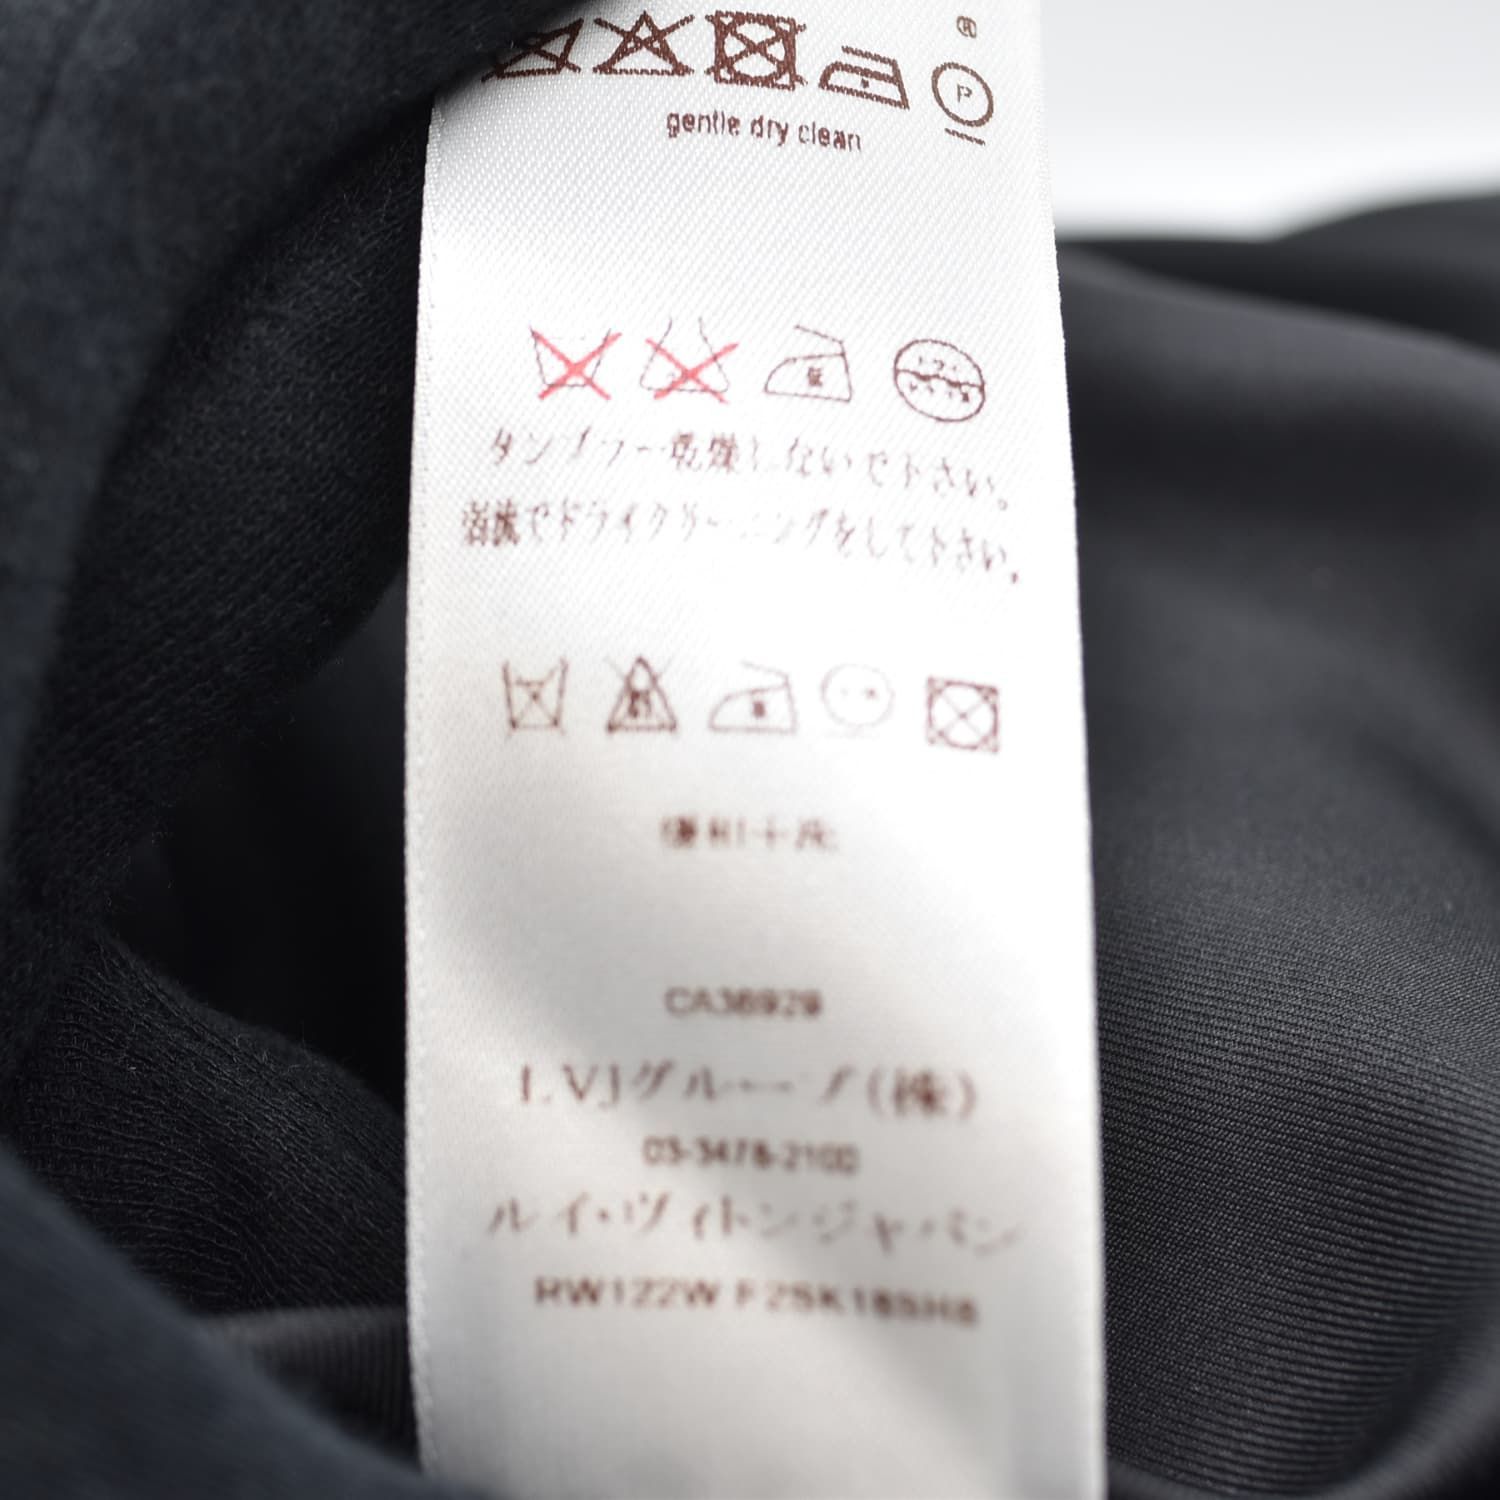 ®
P
gentle dry clean
タンブラー乾燥しないで下さい。
溶液でドライクリーニングをして下さい。
CA36929
LVJグループ(株)
03-3478-2100
ルイ・ヴィトンジャパン
RW122W